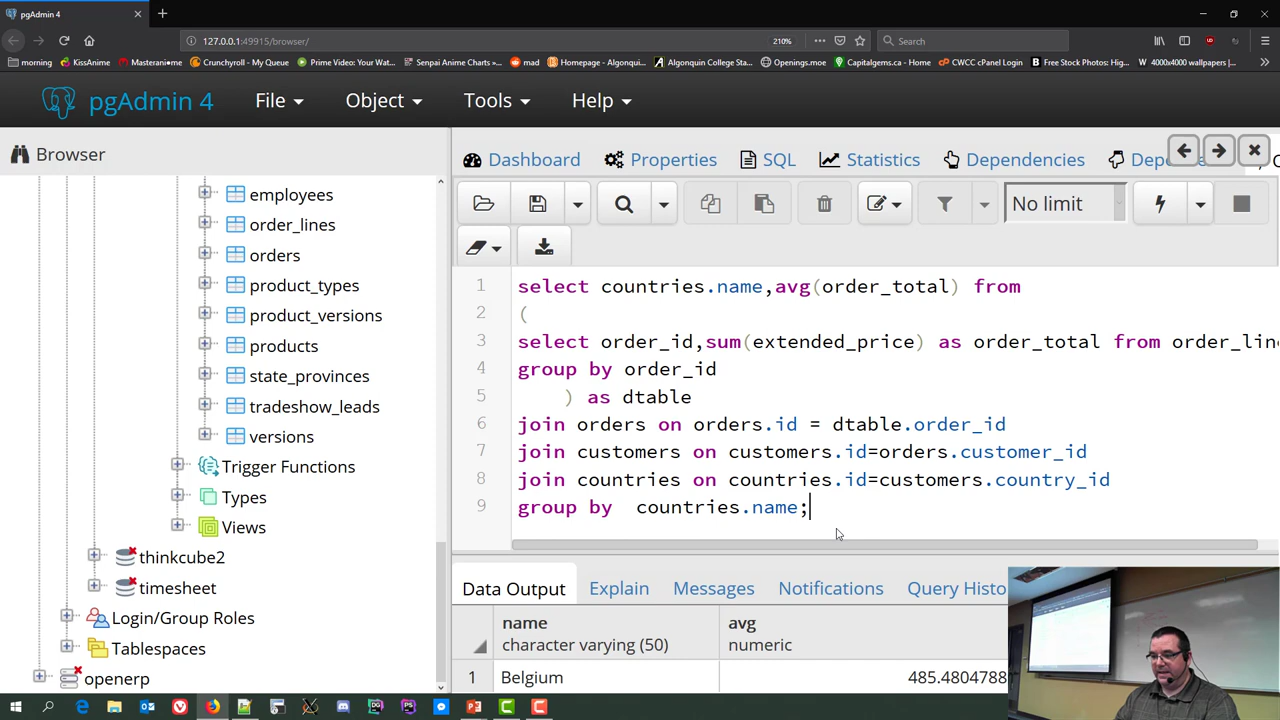 pgAdmin 4
127.0.0.1:49915/browser/
210%
Search
morning
KissAnime
Masterani•me
Crunchyroll - My Queue
Prime Video: Your Wat...
Senpai Anime Charts »...
mad
Homepage - Algonqui...
Algonquin College Sta...
Openings.moe
Capitalgems.ca - Home
CWCC cPanel Login
Free Stock Photos: Hig...
4000x4000 wallpapers |...
pgAdmin 4
File
Object
Tools
Help
Browser
employees
order_lines
orders
product_types
product_versions
products
state_provinces
tradeshow_leads
versions
Trigger Functions
Types
Views
thinkcube2
timesheet
Login/Group Roles
Tablespaces
openerp
Dashboard
Properties
SQL
Statistics
Dependencies
No limit
1 select countries.name,avg(order_total) from
2 (
3 select order_id,sum(extended_price) as order_total from order_line
4 group by order_id
5 ) as dtable
6 join orders on orders.id = dtable.order_id
7 join customers on customers.id=orders.customer_id
8 join countries on countries.id=customers.country_id
9 group by  countries.name;
Data Output
Explain
Messages
Notifications
Query Histo
name
character varying (50)
avg
numeric
1 Belgium 485.4804788